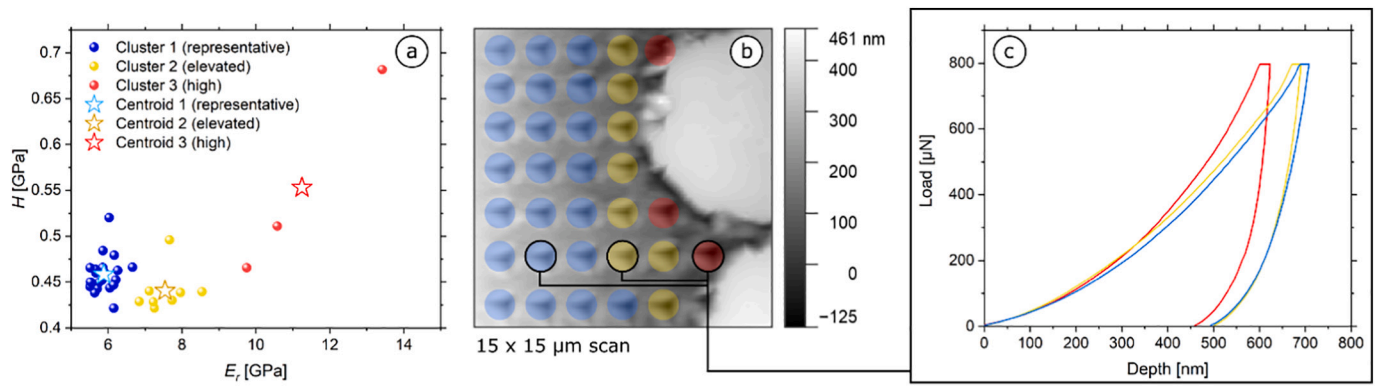 a
Cluster 1 (representative)
Cluster 2 (elevated)
Cluster 3 (high)
Centroid 1 (representative)
Centroid 2 (elevated)
Centroid 3 (high)
0.7
0.65
0.6
0.55
0.5
0.45
0.4
H [GPa]
6 8 10 12 14
E_r [GPa]
b
461 nm
400
300
200
100
0
−125
15 x 15 µm scan
c
800
600
400
200
0
Load [µN]
0 100 200 300 400 500 600 700 800
Depth [nm]